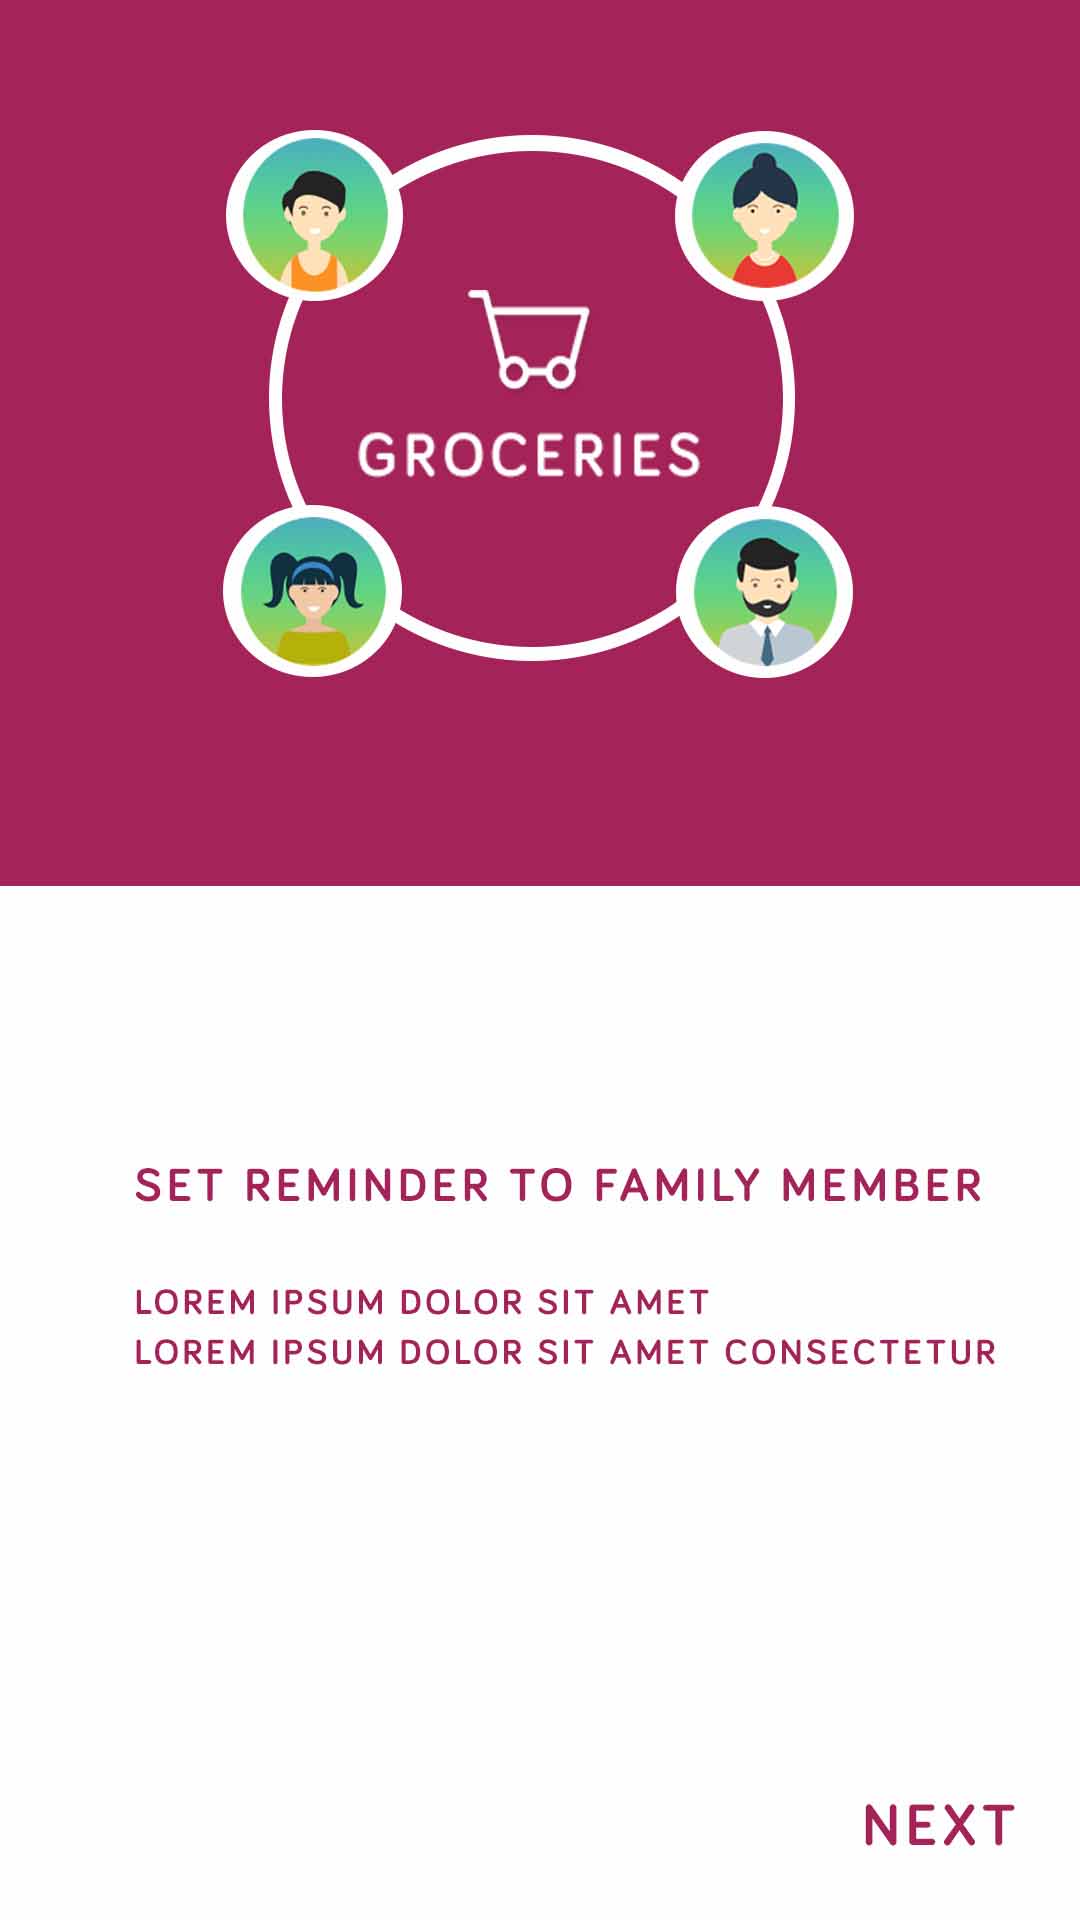 GROCERIES
SET REMINDER TO FAMILY MEMBER
LOREM IPSUM DOLOR SIT AMET
LOREM IPSUM DOLOR SIT AMET CONSECTETUR
NEXT